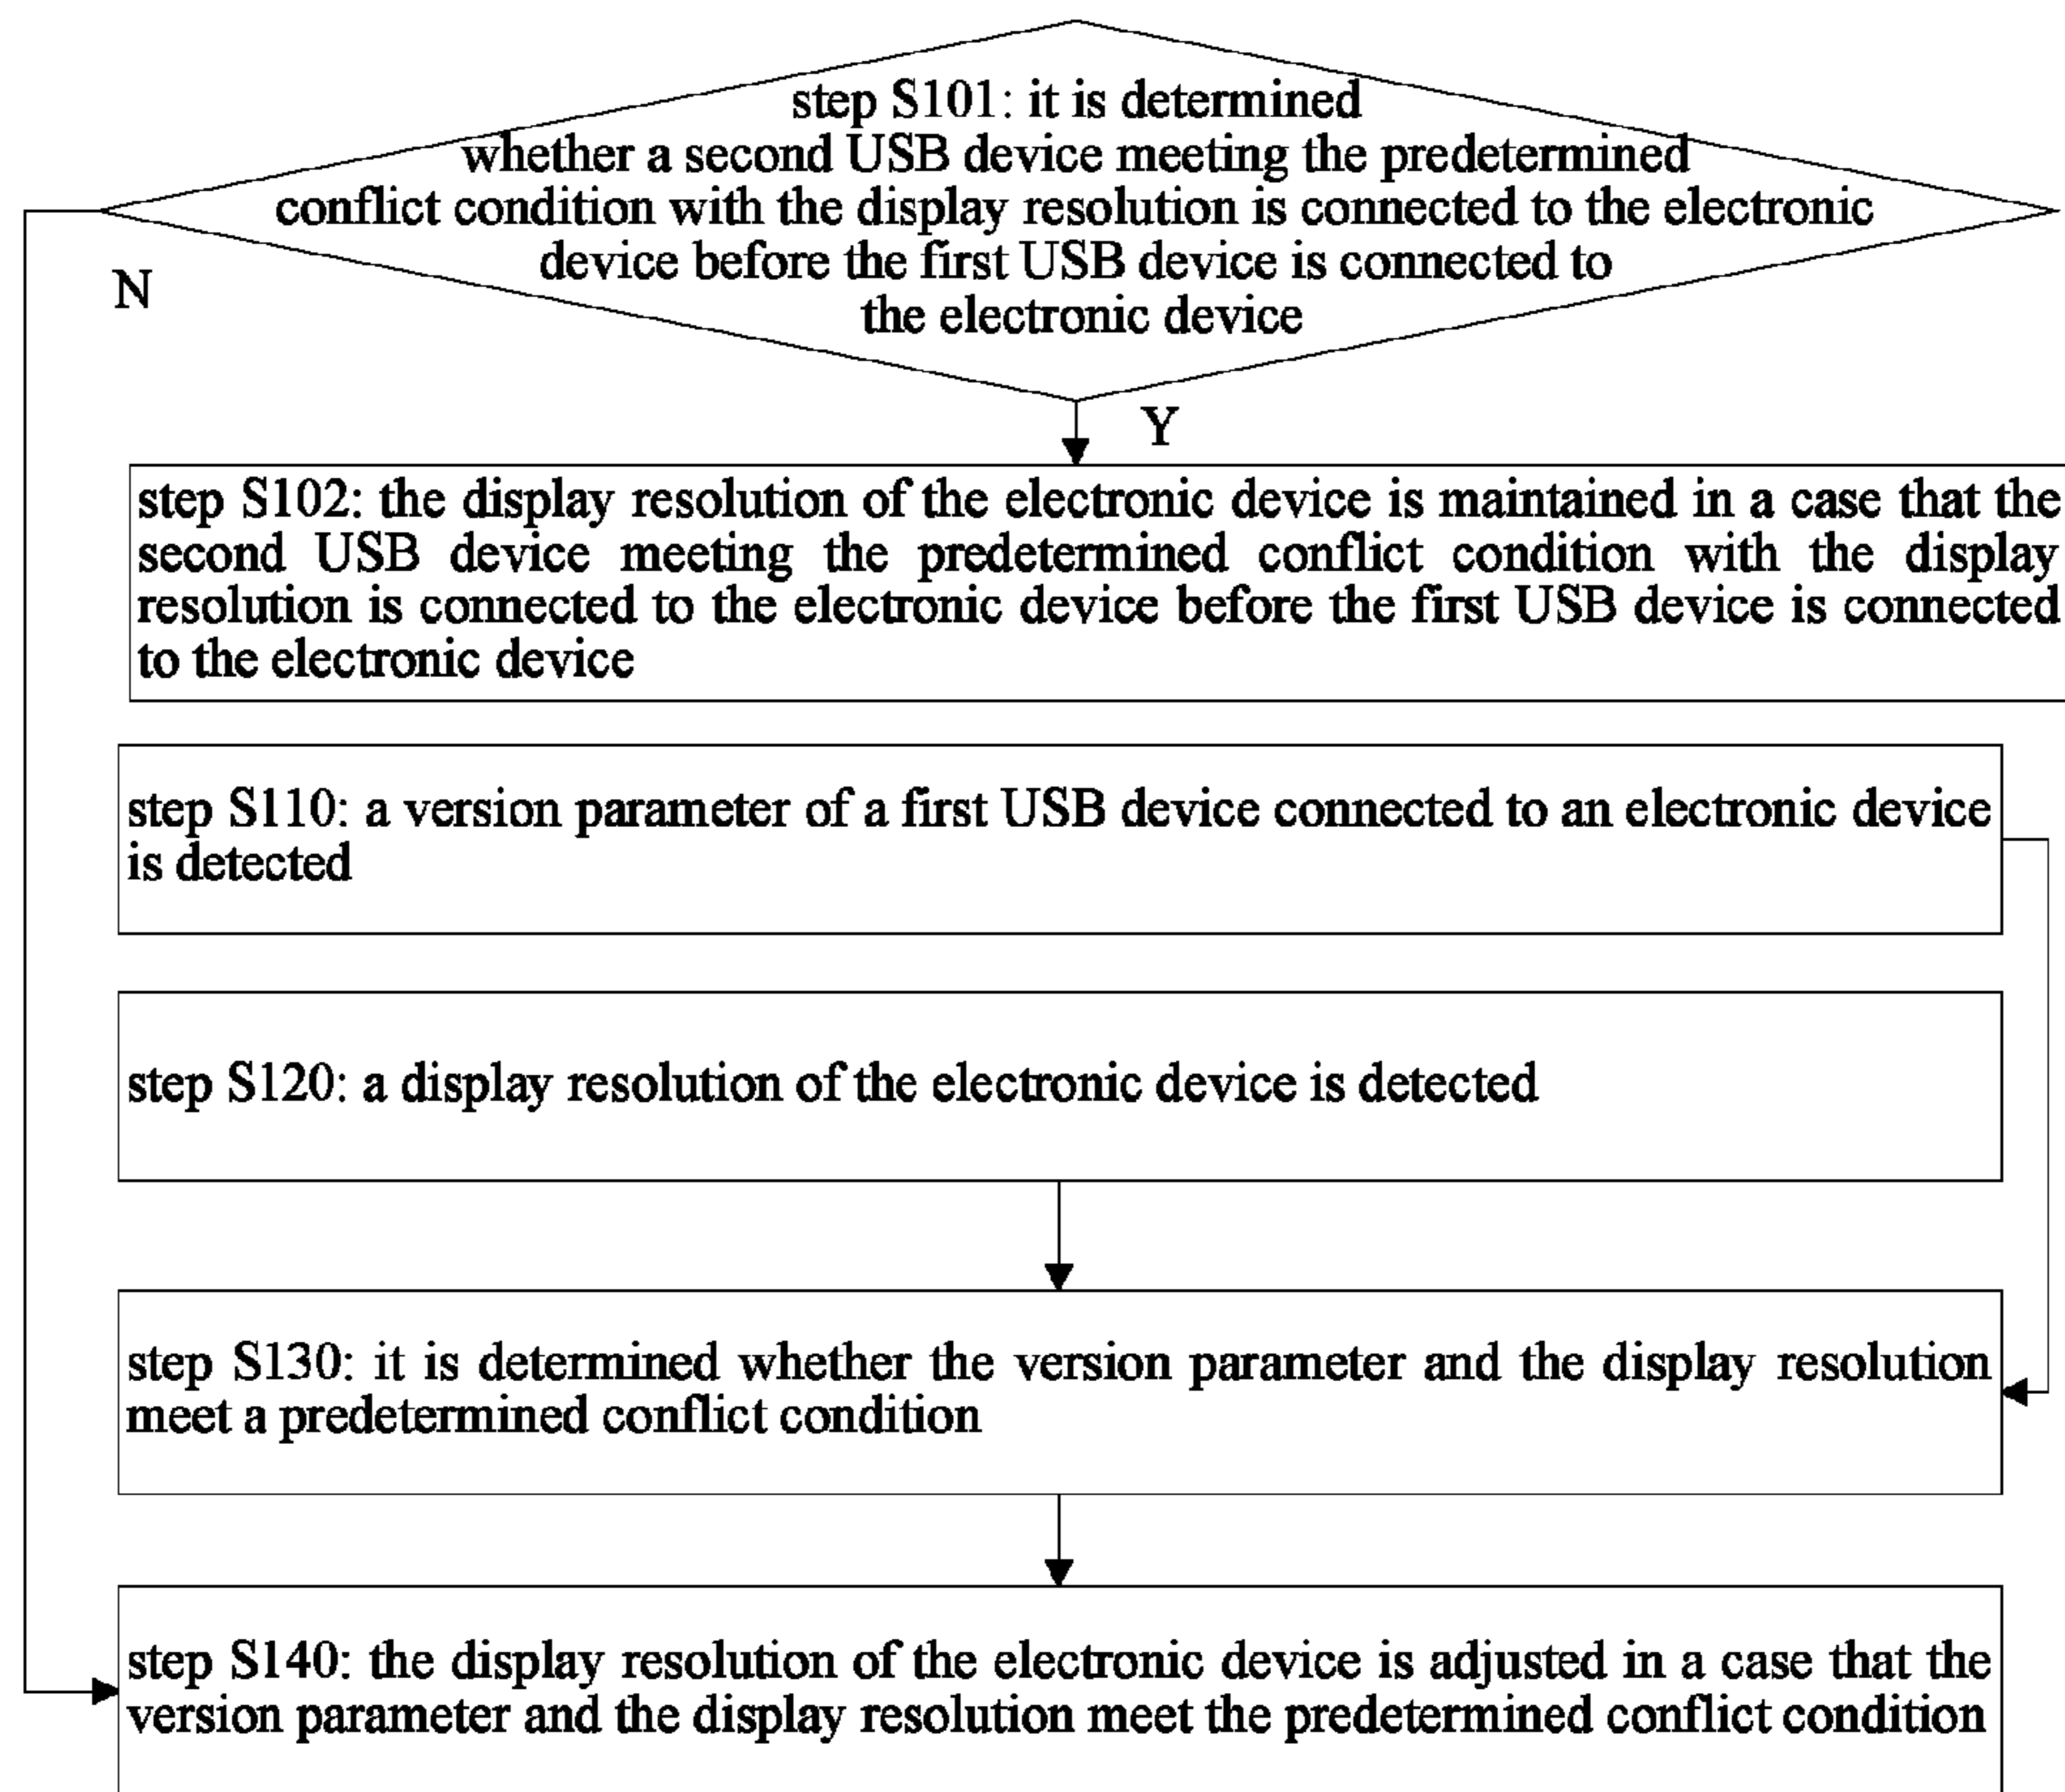 step S101: it is determined
whether a second USB device meeting the predetermined
conflict condition with the display resolution is connected to the electronic
device before the first USB device is connected to
the electronic device
N
Y
step S102: the display resolution of the electronic device is maintained in a case that the
second USB device meeting the predetermined conflict condition with the display
resolution is connected to the electronic device before the first USB device is connected
to the electronic device
step S110: a version parameter of a first USB device connected to an electronic device
is detected
step S120: a display resolution of the electronic device is detected
step S130: it is determined whether the version parameter and the display resolution
meet a predetermined conflict condition
step S140: the display resolution of the electronic device is adjusted in a case that the
version parameter and the display resolution meet the predetermined conflict condition